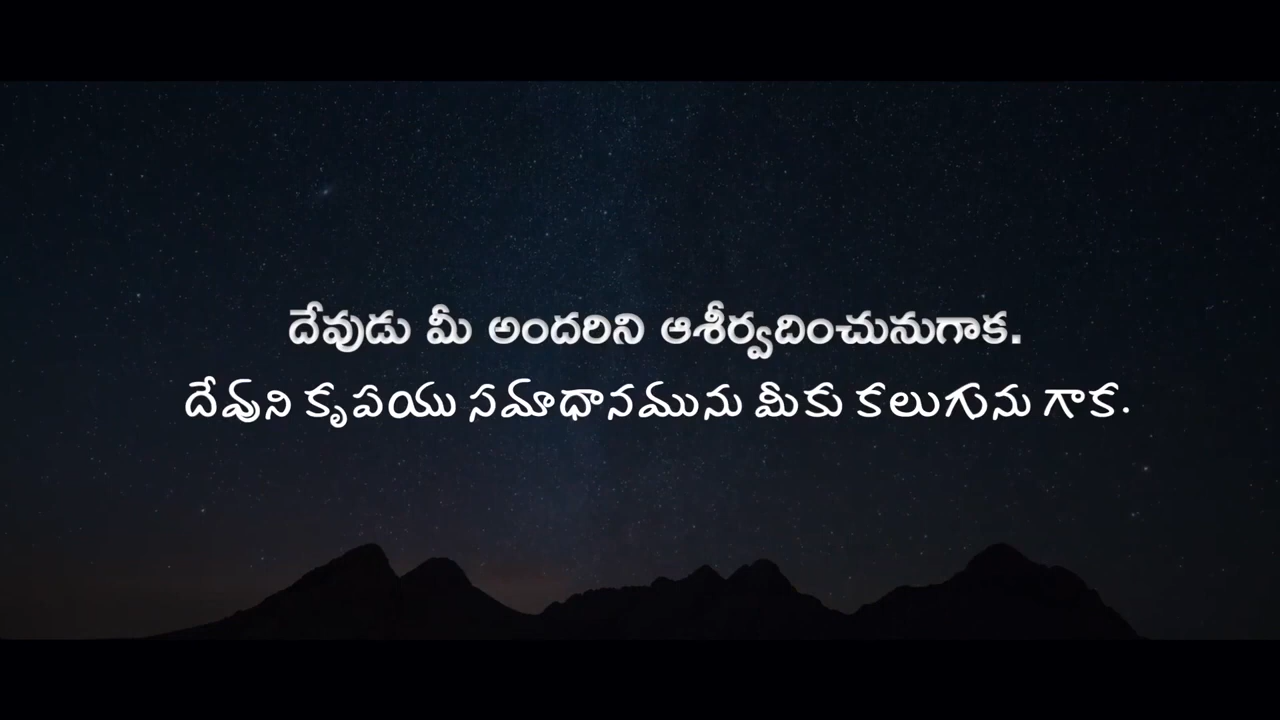 దేవుడు మీ అందరిని ఆశీర్వదించునుగాక.
దేవుని కృపయు సమాధానమును మీకు కలుగును గాక.